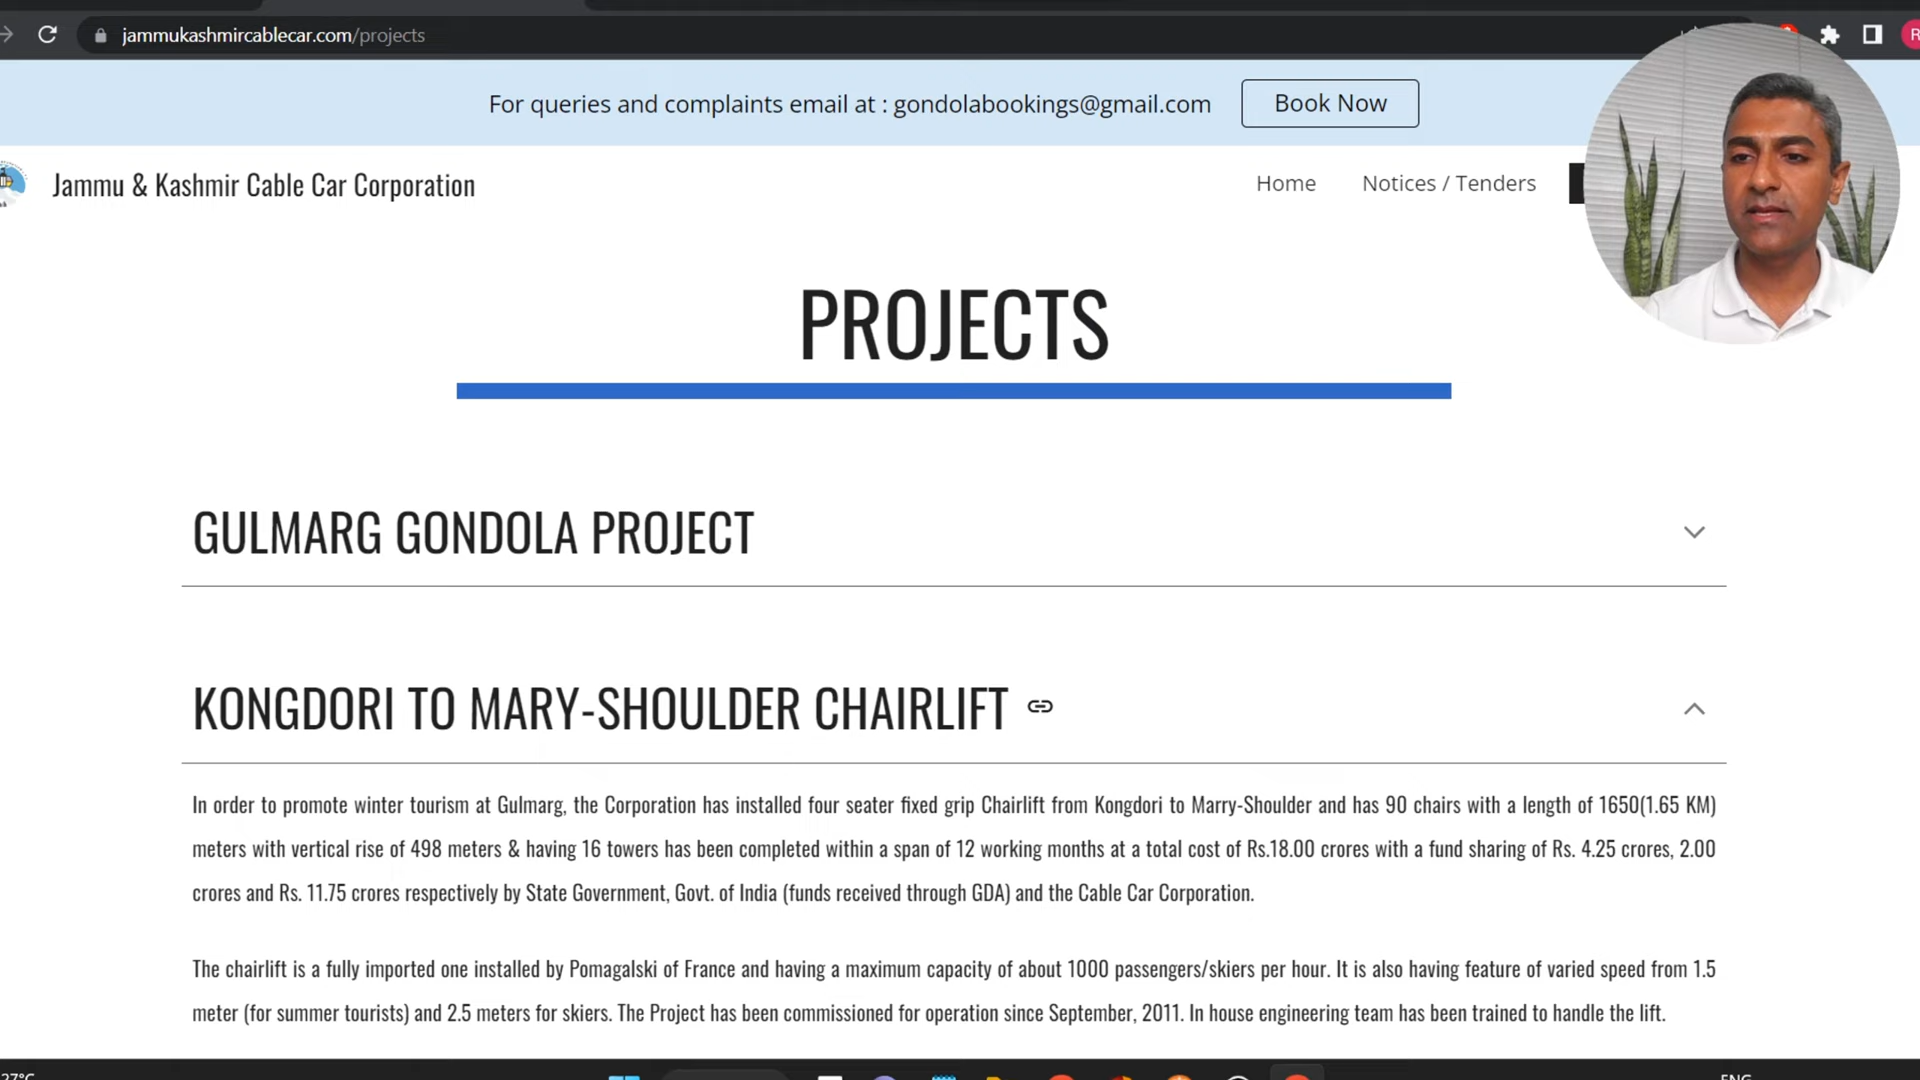 jammukashmircablecar.com/projects
R
For queries and complaints email at : gondolabookings@gmail.com
Book Now
Jammu & Kashmir Cable Car Corporation
Home
Notices / Tenders
PROJECTS
GULMARG GONDOLA PROJECT
KONGDORI TO MARY-SHOULDER CHAIRLIFT
In order to promote winter tourism at Gulmarg, the Corporation has installed four seater fixed grip Chairlift from Kongdori to Marry-Shoulder and has 90 chairs with a length of 1650(1.65 KM)
meters with vertical rise of 498 meters & having 16 towers has been completed within a span of 12 working months at a total cost of Rs.18.00 crores with a fund sharing of Rs. 4.25 crores, 2.00
crores and Rs. 11.75 crores respectively by State Government, Govt. of India (funds received through GDA) and the Cable Car Corporation.
The chairlift is a fully imported one installed by Pomagalski of France and having a maximum capacity of about 1000 passengers/skiers per hour. It is also having feature of varied speed from 1.5
meter (for summer tourists) and 2.5 meters for skiers. The Project has been commissioned for operation since September, 2011. In house engineering team has been trained to handle the lift.
27°C
ENG